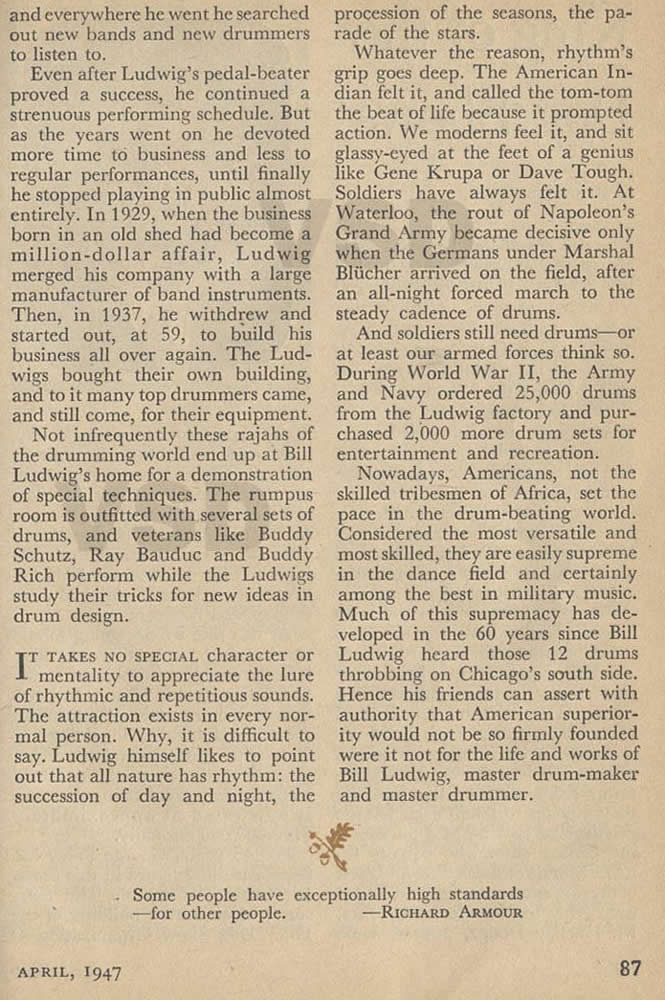 and everywhere he went he searched
out new bands and new drummers
to listen to.
Even after Ludwig's pedal-beater
proved a success, he continued a
strenuous performing schedule. But
as the years went on he devoted
more time to business and less to
regular performances, until finally
he stopped playing in public almost
entirely. In 1929, when the business
born in an old shed had become a
million-dollar affair, Ludwig
merged his company with a large
manufacturer of band instruments.
Then, in 1937, he withdrew and
started out, at 59, to build his
business all over again. The Lud-
wigs bought their own building,
and to it many top drummers came,
and still come, for their equipment.
Not infrequently these rajahs of
the drumming world end up at Bill
Ludwig's home for a demonstration
of special techniques. The rumpus
room is outfitted with several sets of
drums, and veterans like Buddy
Schutz, Ray Bauduc and Buddy
Rich perform while the Ludwigs
study their tricks for new ideas in
drum design.
IT TAKES NO SPECIAL character or
mentality to appreciate the lure
of rhythmic and repetitious sounds.
The attraction exists in every nor-
mal person. Why, it is difficult to
say. Ludwig himself likes to point
out that all nature has rhythm: the
succession of day and night, the
procession of the seasons, the pa-
rade of the stars.
Whatever the reason, rhythm's
grip goes deep. The American In-
dian felt it, and called the tom-tom
the beat of life because it prompted
action. We moderns feel it, and sit
glassy-eyed at the feet of a genius
like Gene Krupa or Dave Tough.
Soldiers have always felt it. At
Waterloo, the rout of Napoleon's
Grand Army became decisive only
when the Germans under Marshal
Blücher arrived on the field, after
an all-night forced march to the
steady cadence of drums.
And soldiers still need drums—or
at least our armed forces think so.
During World War II, the Army
and Navy ordered 25,000 drums
from the Ludwig factory and pur-
chased 2,000 more drum sets for
entertainment and recreation.
Nowadays, Americans, not the
skilled tribesmen of Africa, set the
pace in the drum-beating world.
Considered the most versatile and
most skilled, they are easily supreme
in the dance field and certainly
among the best in military music.
Much of this supremacy has de-
veloped in the 60 years since Bill
Ludwig heard those 12 drums
throbbing on Chicago's south side.
Hence his friends can assert with
authority that American superior-
ity would not be so firmly founded
were it not for the life and works of
Bill Ludwig, master drum-maker
and master drummer.
Some people have exceptionally high standards
—for other people. —RICHARD ARMOUR
APRIL, 1947
87